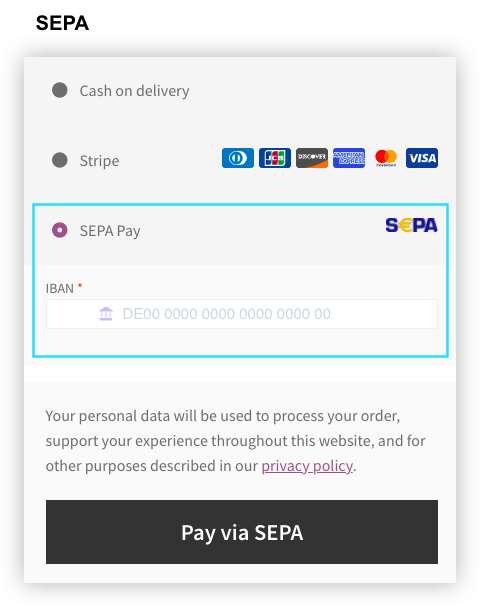 SEPA
Cash on delivery
Stripe
JCB DISCOVER AMERICAN EXPRESS mastercard VISA
SEPA Pay S€PA
IBAN *
DE00 0000 0000 0000 0000 00
Your personal data will be used to process your order,
support your experience throughout this website, and for
other purposes described in our privacy policy.
Pay via SEPA